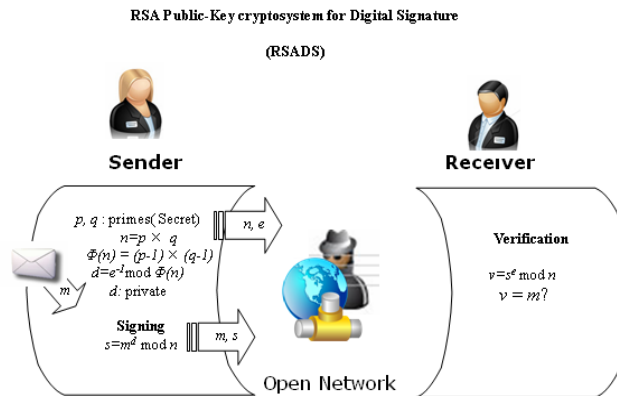 RSA Public-Key cryptosystem for Digital Signature
(RSADS)
Sender
Receiver
p, q : primes( Secret)
n=p × q
Φ(n) = (p-1) × (q-1)
d=e⁻¹mod Φ(n)
d: private
m
Signing
s=mᵈ mod n
n, e
m, s
Open Network
Verification
v=sᵉ mod n
v = m?